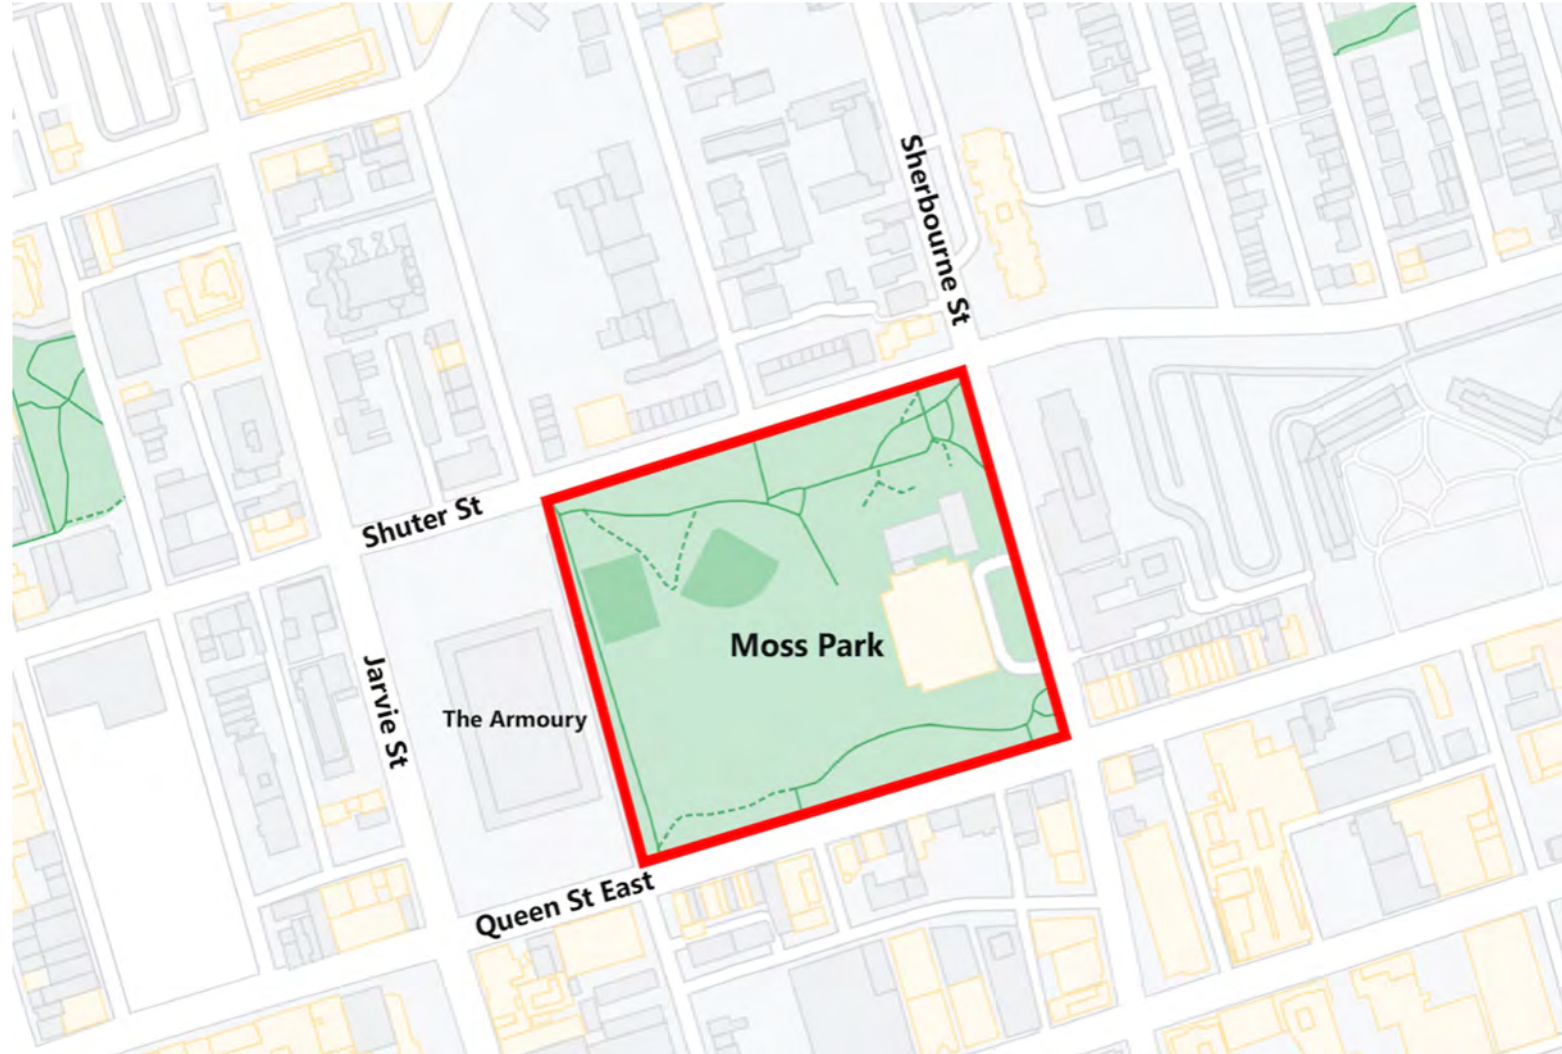 Sherbourne St
Shuter St
Moss Park
Jarvie St
The Armoury
Queen St East